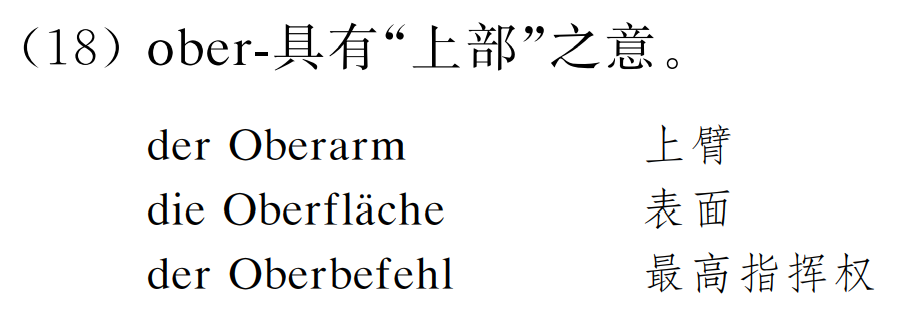 （18）ober-具有“上部”之意。
der Oberarm 上臂
die Oberfläche 表面
der Oberbefehl 最高指挥权